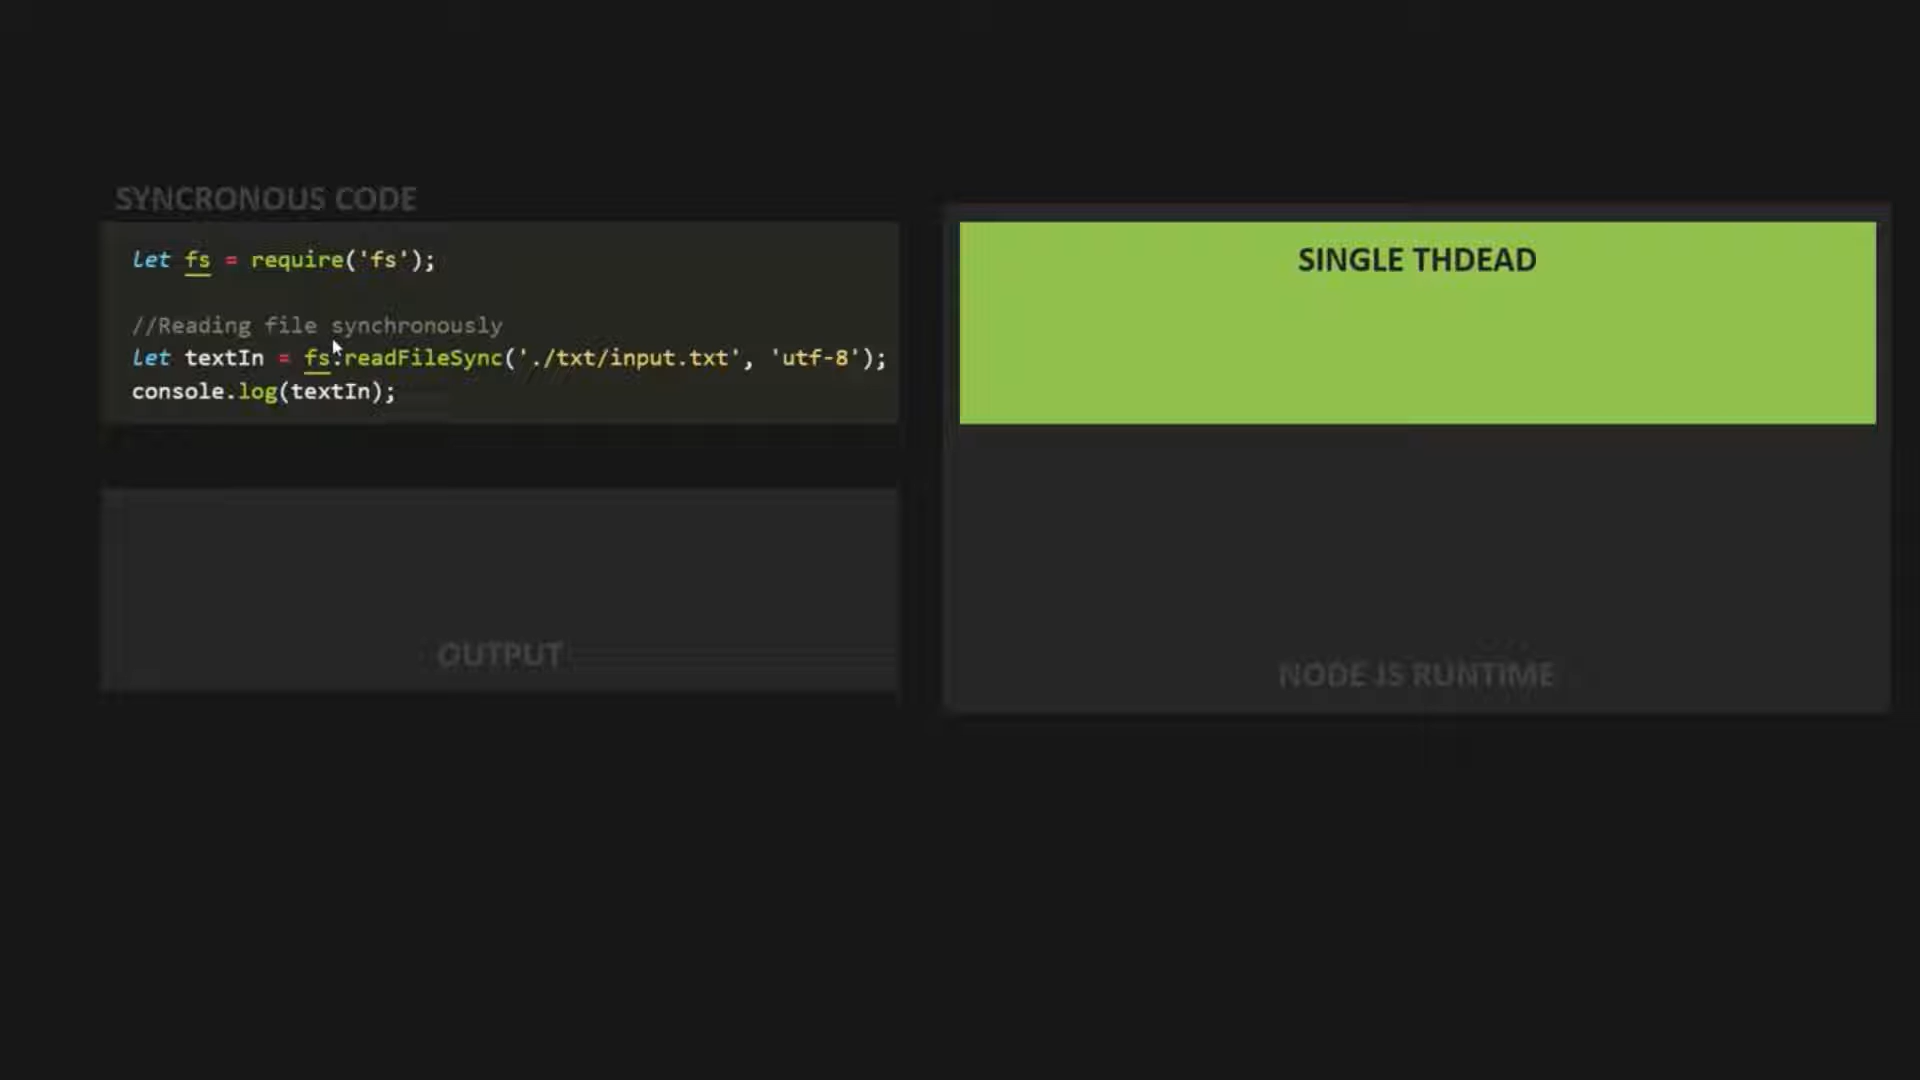 SYNCRONOUS CODE
let fs = require('fs');
//Reading file synchronously
let textIn = fs.readFileSync('./txt/input.txt', 'utf-8');
console.log(textIn);
OUTPUT
SINGLE THDEAD
NODE JS RUNTIME